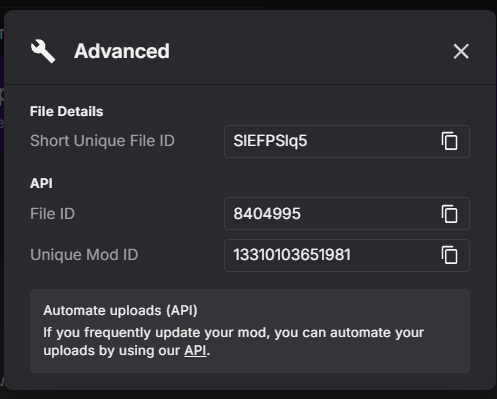 Advanced
File Details
Short Unique File ID SlEFPSlq5
API
File ID 8404995
Unique Mod ID 13310103651981
Automate uploads (API)
If you frequently update your mod, you can automate your
uploads by using our API.